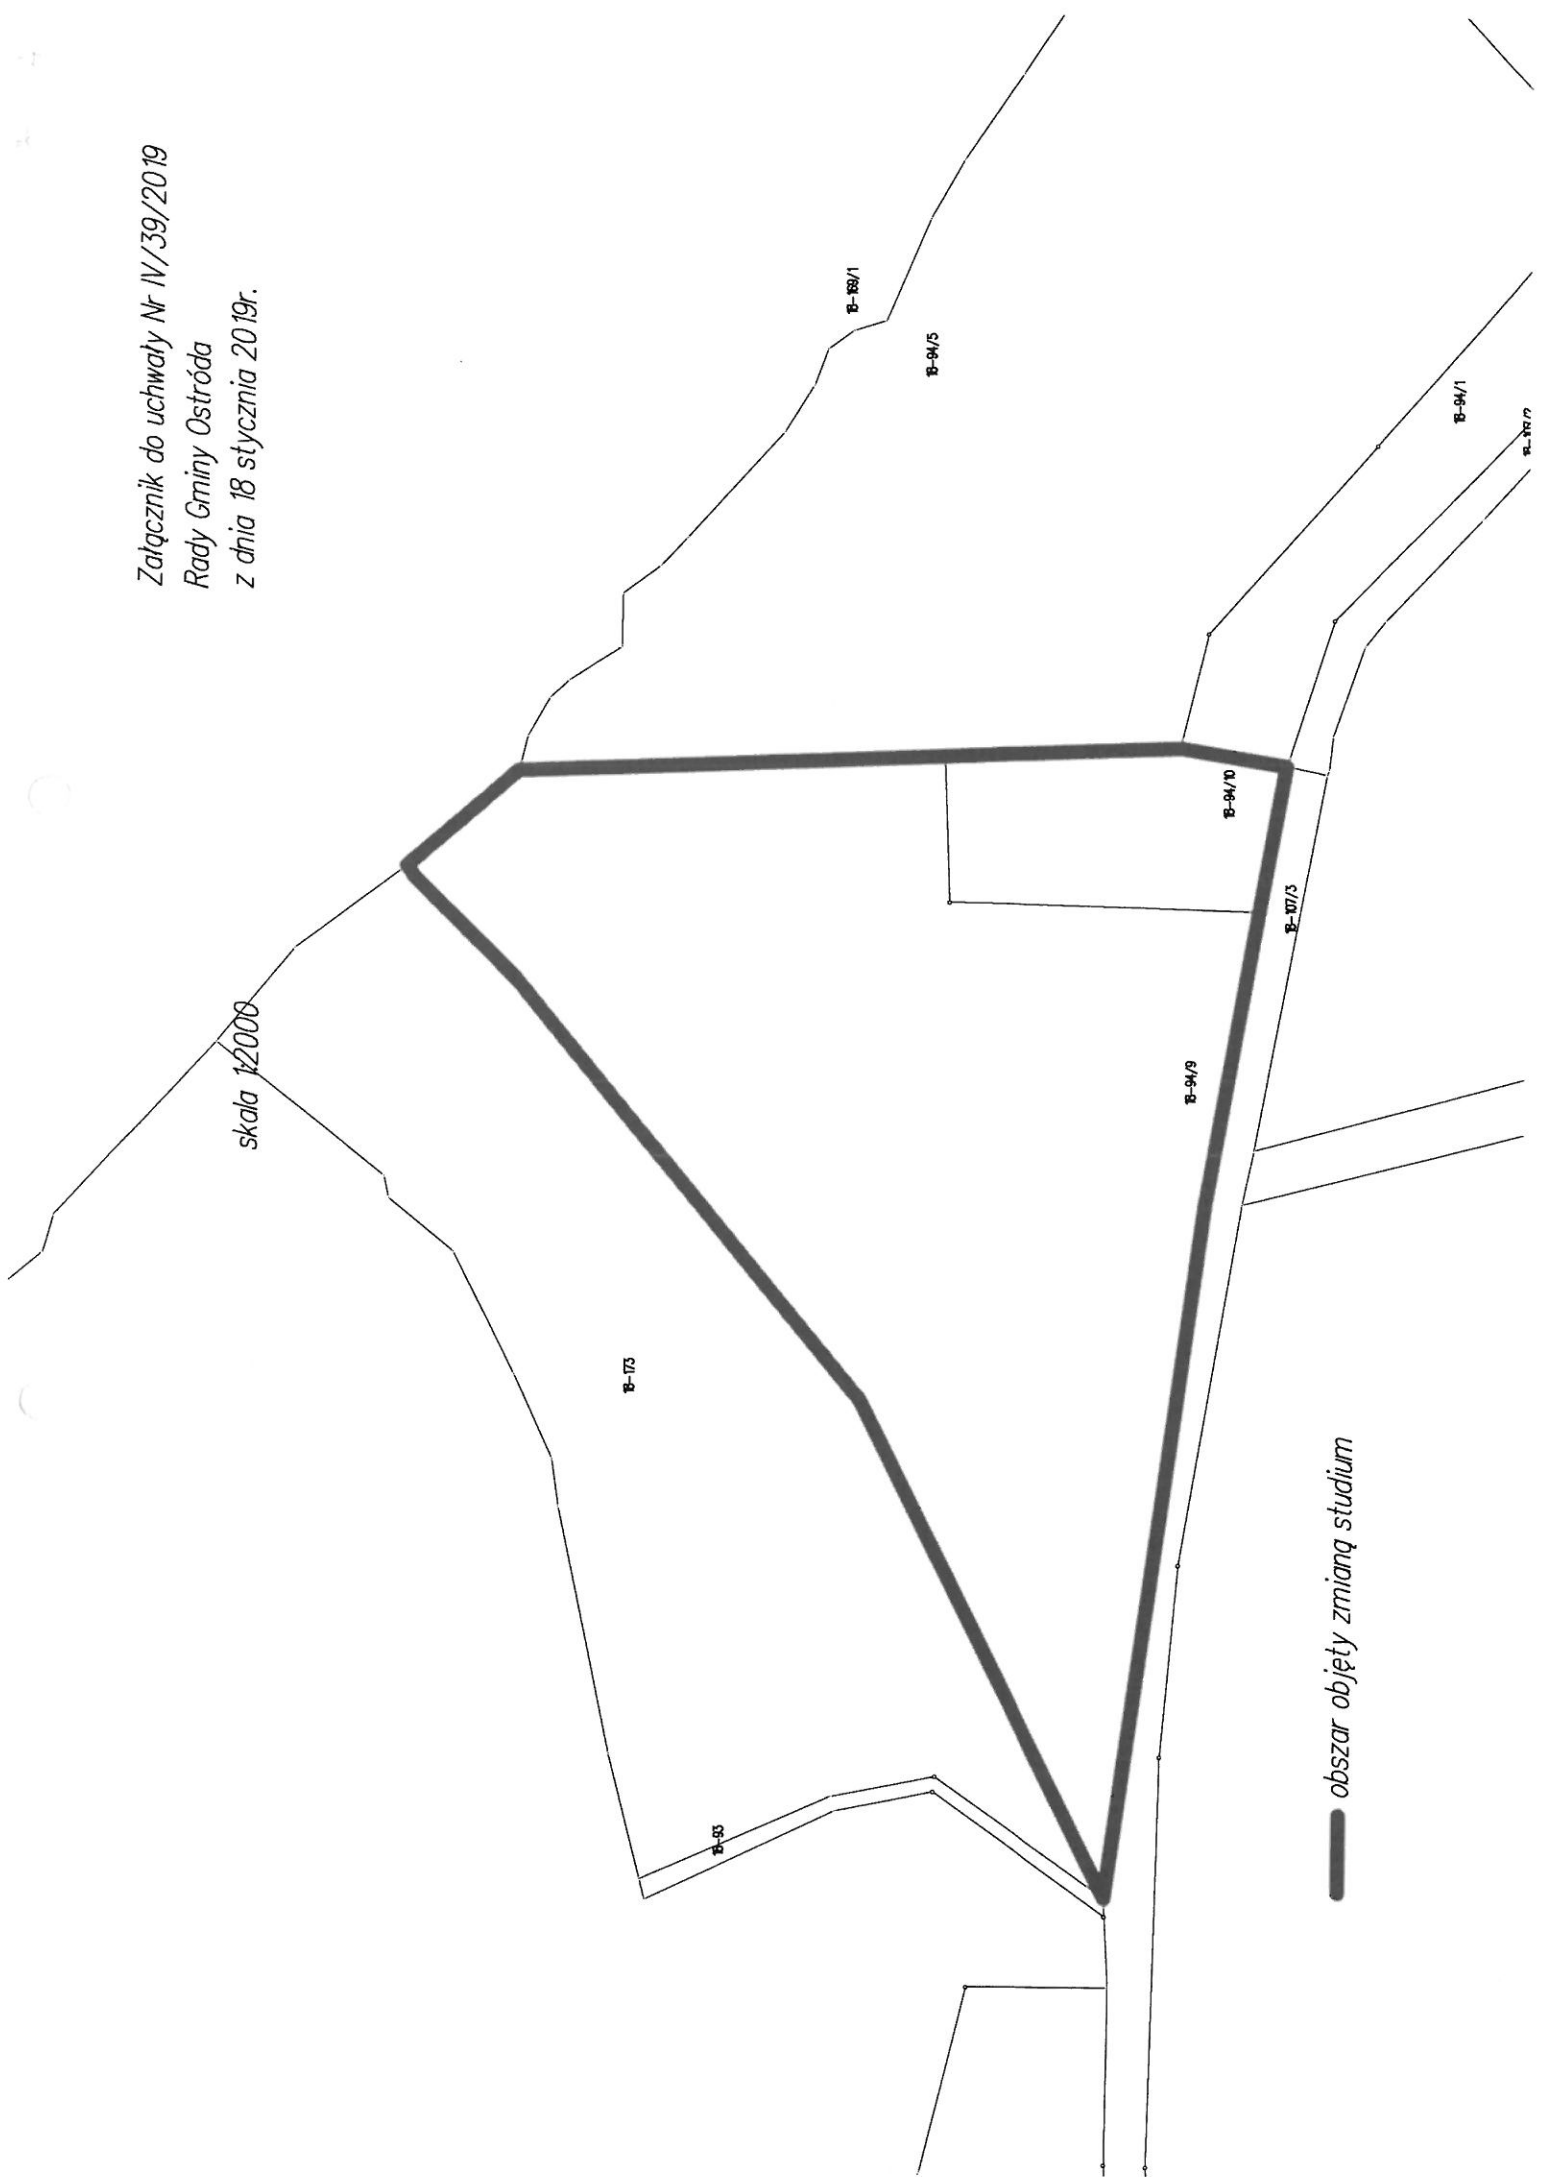 Załącznik do uchwały Nr IV/39/2019
Rady Gminy Ostróda
z dnia 18 stycznia 2019r.
skala 1:2000
18-169/1
18-94/5
18-94/1
18-173
18-94/10
18-107/3
18-94/9
18-93
obszar objęty zmianą studium